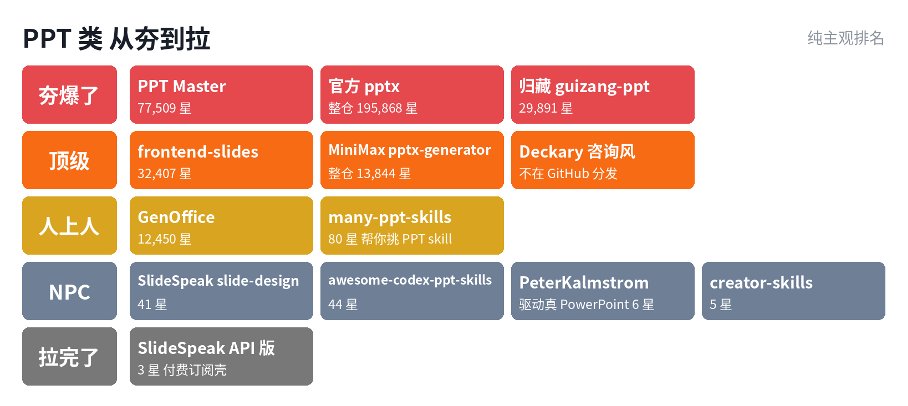 PPT 类 从夯到拉
纯主观排名
夯爆了
PPT Master
77,509 星
官方 pptx
整仓 195,868 星
归藏 guizang-ppt
29,891 星
顶级
frontend-slides
32,407 星
MiniMax pptx-generator
整仓 13,844 星
Deckary 咨询风
不在 GitHub 分发
人上人
GenOffice
12,450 星
many-ppt-skills
80 星 帮你挑 PPT skill
NPC
SlideSpeak slide-design
41 星
awesome-codex-ppt-skills
44 星
PeterKalmstrom
驱动真 PowerPoint 6 星
creator-skills
5 星
拉完了
SlideSpeak API 版
3 星 付费订阅壳